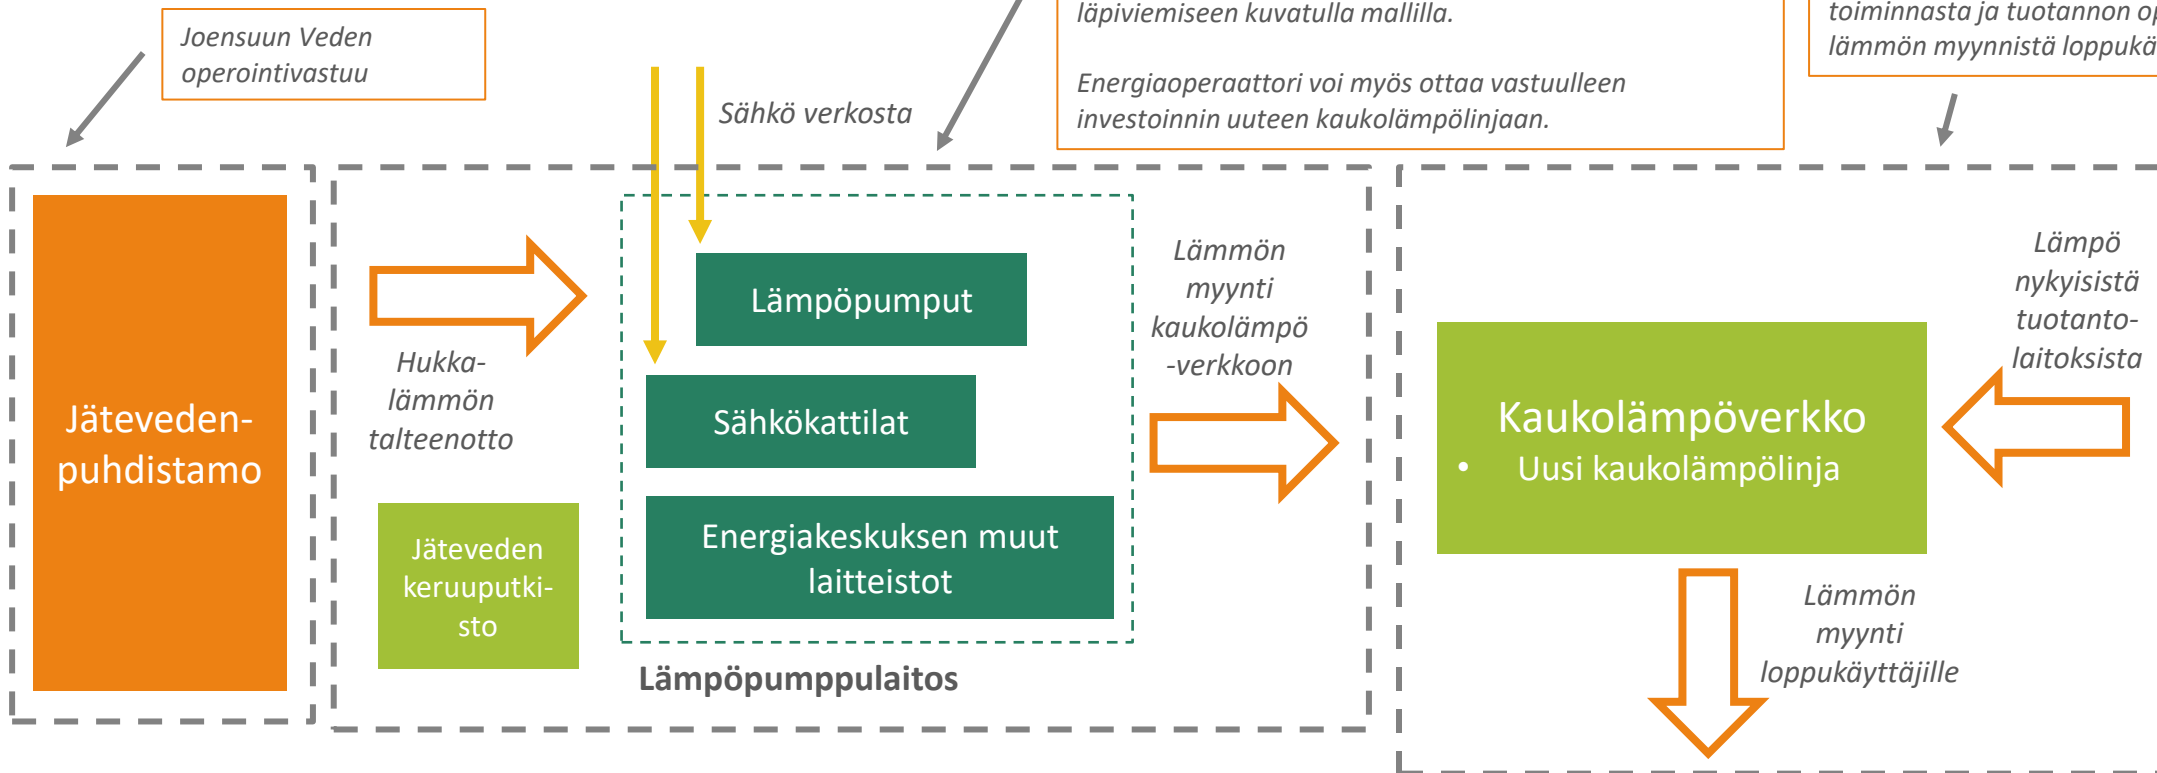 Joensuun Veden
operointivastuu
läpiviemiseen kuvatulla mallilla.
Energiaoperaattori voi myös ottaa vastuulleen
investoinnin uuteen kaukolämpölinjaan.
toiminnasta ja tuotannon
lämmön myynnistä
Sähkö verkosta
Jäteveden-
puhdistamo
Hukka-
lämmön
talteenotto
Jäteveden
keruuputki-
sto
Lämpöpumput
Sähkökattilat
Energiakeskuksen muut
laitteistot
Lämpöpumppulaitos
Lämmön
myynti
kaukolämpö
-verkkoon
Kaukolämpöverkko
• Uusi kaukolämpölinja
Lämpö
nykyisistä
tuotanto-
laitoksista
Lämmön
myynti
loppukäyttäjille